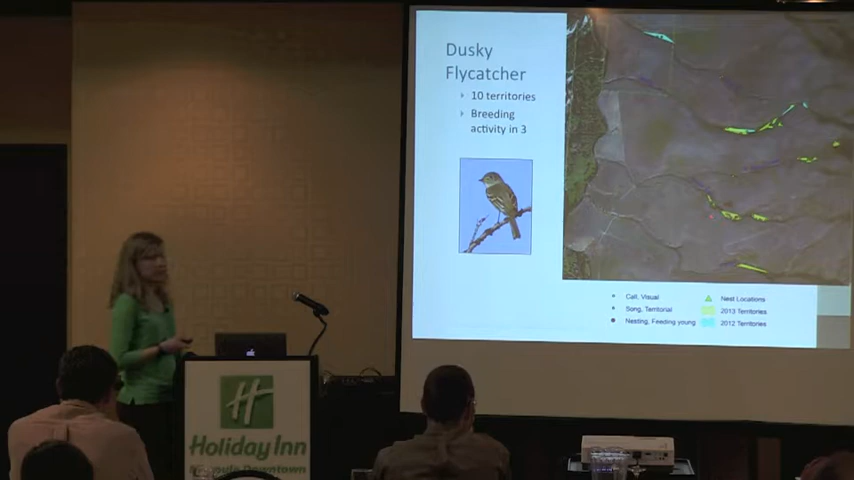 Dusky
Flycatcher
10 territories
Breeding
activity in 3
Call, Visual
Song, Territorial
Nesting, Feeding young
Nest Locations
2013 Territories
2012 Territories
H
Holiday Inn
Downtown